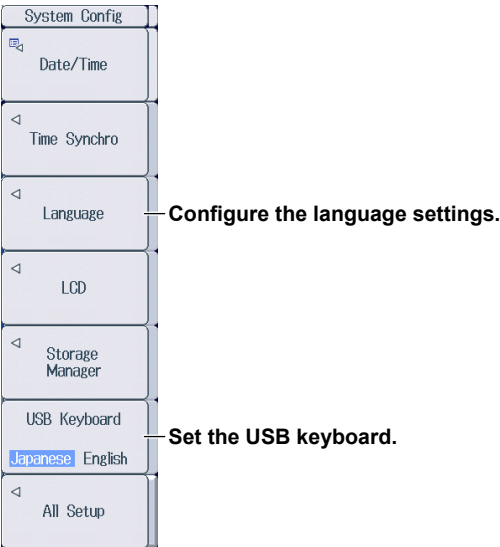 System Config
Date/Time
Time Synchro
Language
Configure the language settings.
LCD
Storage
Manager
USB Keyboard
Set the USB keyboard.
Japanese English
All Setup